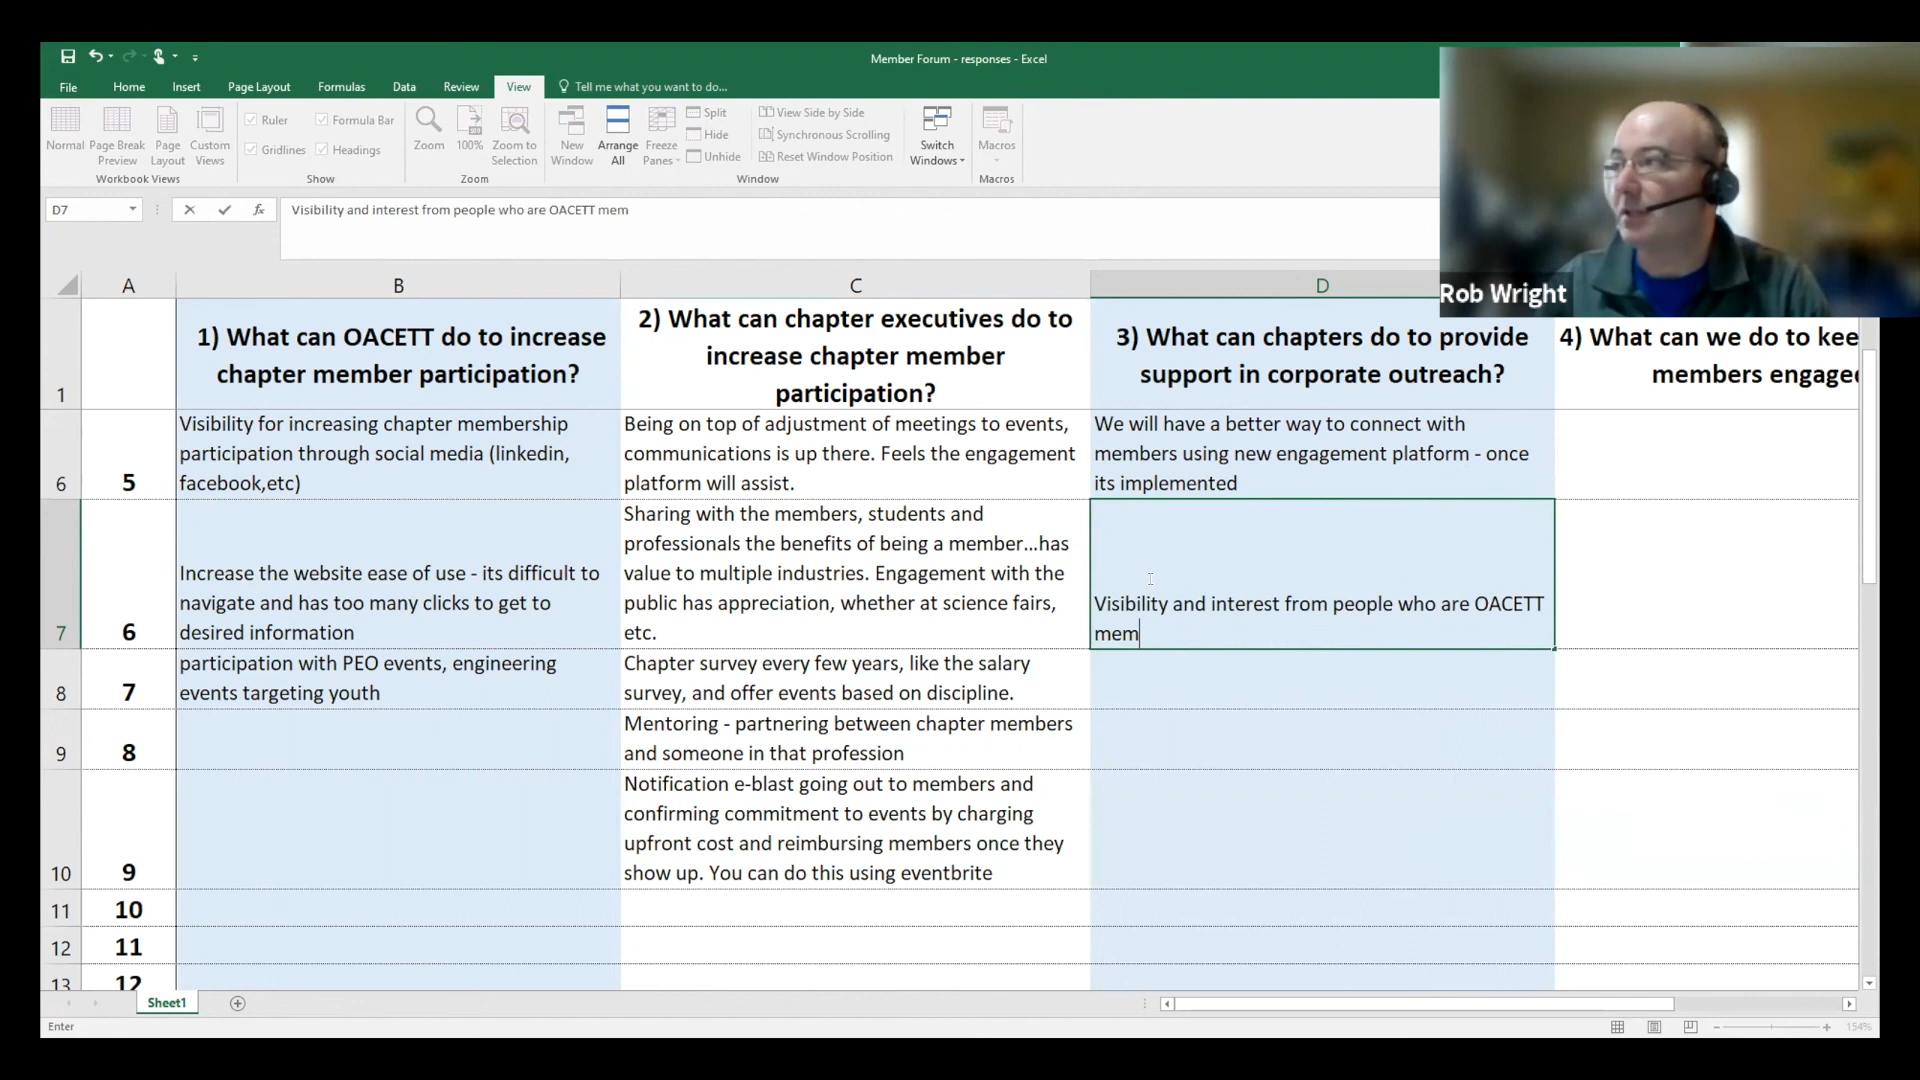 Member Forum - responses - Excel
File Home Insert Page Layout Formulas Data Review View Tell me what you want to do...
Normal
Page Break Preview
Page Layout
Custom Views
Workbook Views
Ruler
Formula Bar
Gridlines
Headings
Show
Zoom
100%
Zoom to Selection
Zoom
New Window
Arrange All
Freeze Panes
Split
Hide
Unhide
View Side by Side
Synchronous Scrolling
Reset Window Position
Window
Switch Windows
Macros
Macros
D7
fx
Visibility and interest from people who are OACETT mem
Rob Wright
A B C D
1
1) What can OACETT do to increase
chapter member participation?
2) What can chapter executives do to
increase chapter member
participation?
3) What can chapters do to provide
support in corporate outreach?
4) What can we do to kee
members engage
6
5
Visibility for increasing chapter membership
participation through social media (linkedin,
facebook,etc)
Being on top of adjustment of meetings to events,
communications is up there. Feels the engagement
platform will assist.
We will have a better way to connect with
members using new engagement platform - once
its implemented
7
6
Increase the website ease of use - its difficult to
navigate and has too many clicks to get to
desired information
Sharing with the members, students and
professionals the benefits of being a member...has
value to multiple industries. Engagement with the
public has appreciation, whether at science fairs,
etc.
Visibility and interest from people who are OACETT
mem
8
7
participation with PEO events, engineering
events targeting youth
Chapter survey every few years, like the salary
survey, and offer events based on discipline.
9
8
Mentoring - partnering between chapter members
and someone in that profession
10
9
Notification e-blast going out to members and
confirming commitment to events by charging
upfront cost and reimbursing members once they
show up. You can do this using eventbrite
11
10
12
11
13
12
Sheet1
Enter
154%